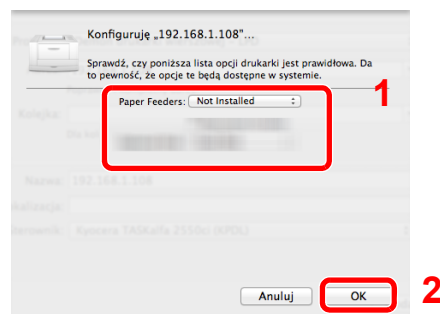 Konfiguruję „192.168.1.108”...
Sprawdź, czy poniższa lista opcji drukarki jest prawidłowa. Da
to pewność, że opcje te będą dostępne w systemie.
1
Paper Feeders: Not Installed
Kolejka:
Nazwa: 192.168.1.108
Kyocera TASKalfa 2550ci (KPDL)
Anuluj
OK
2